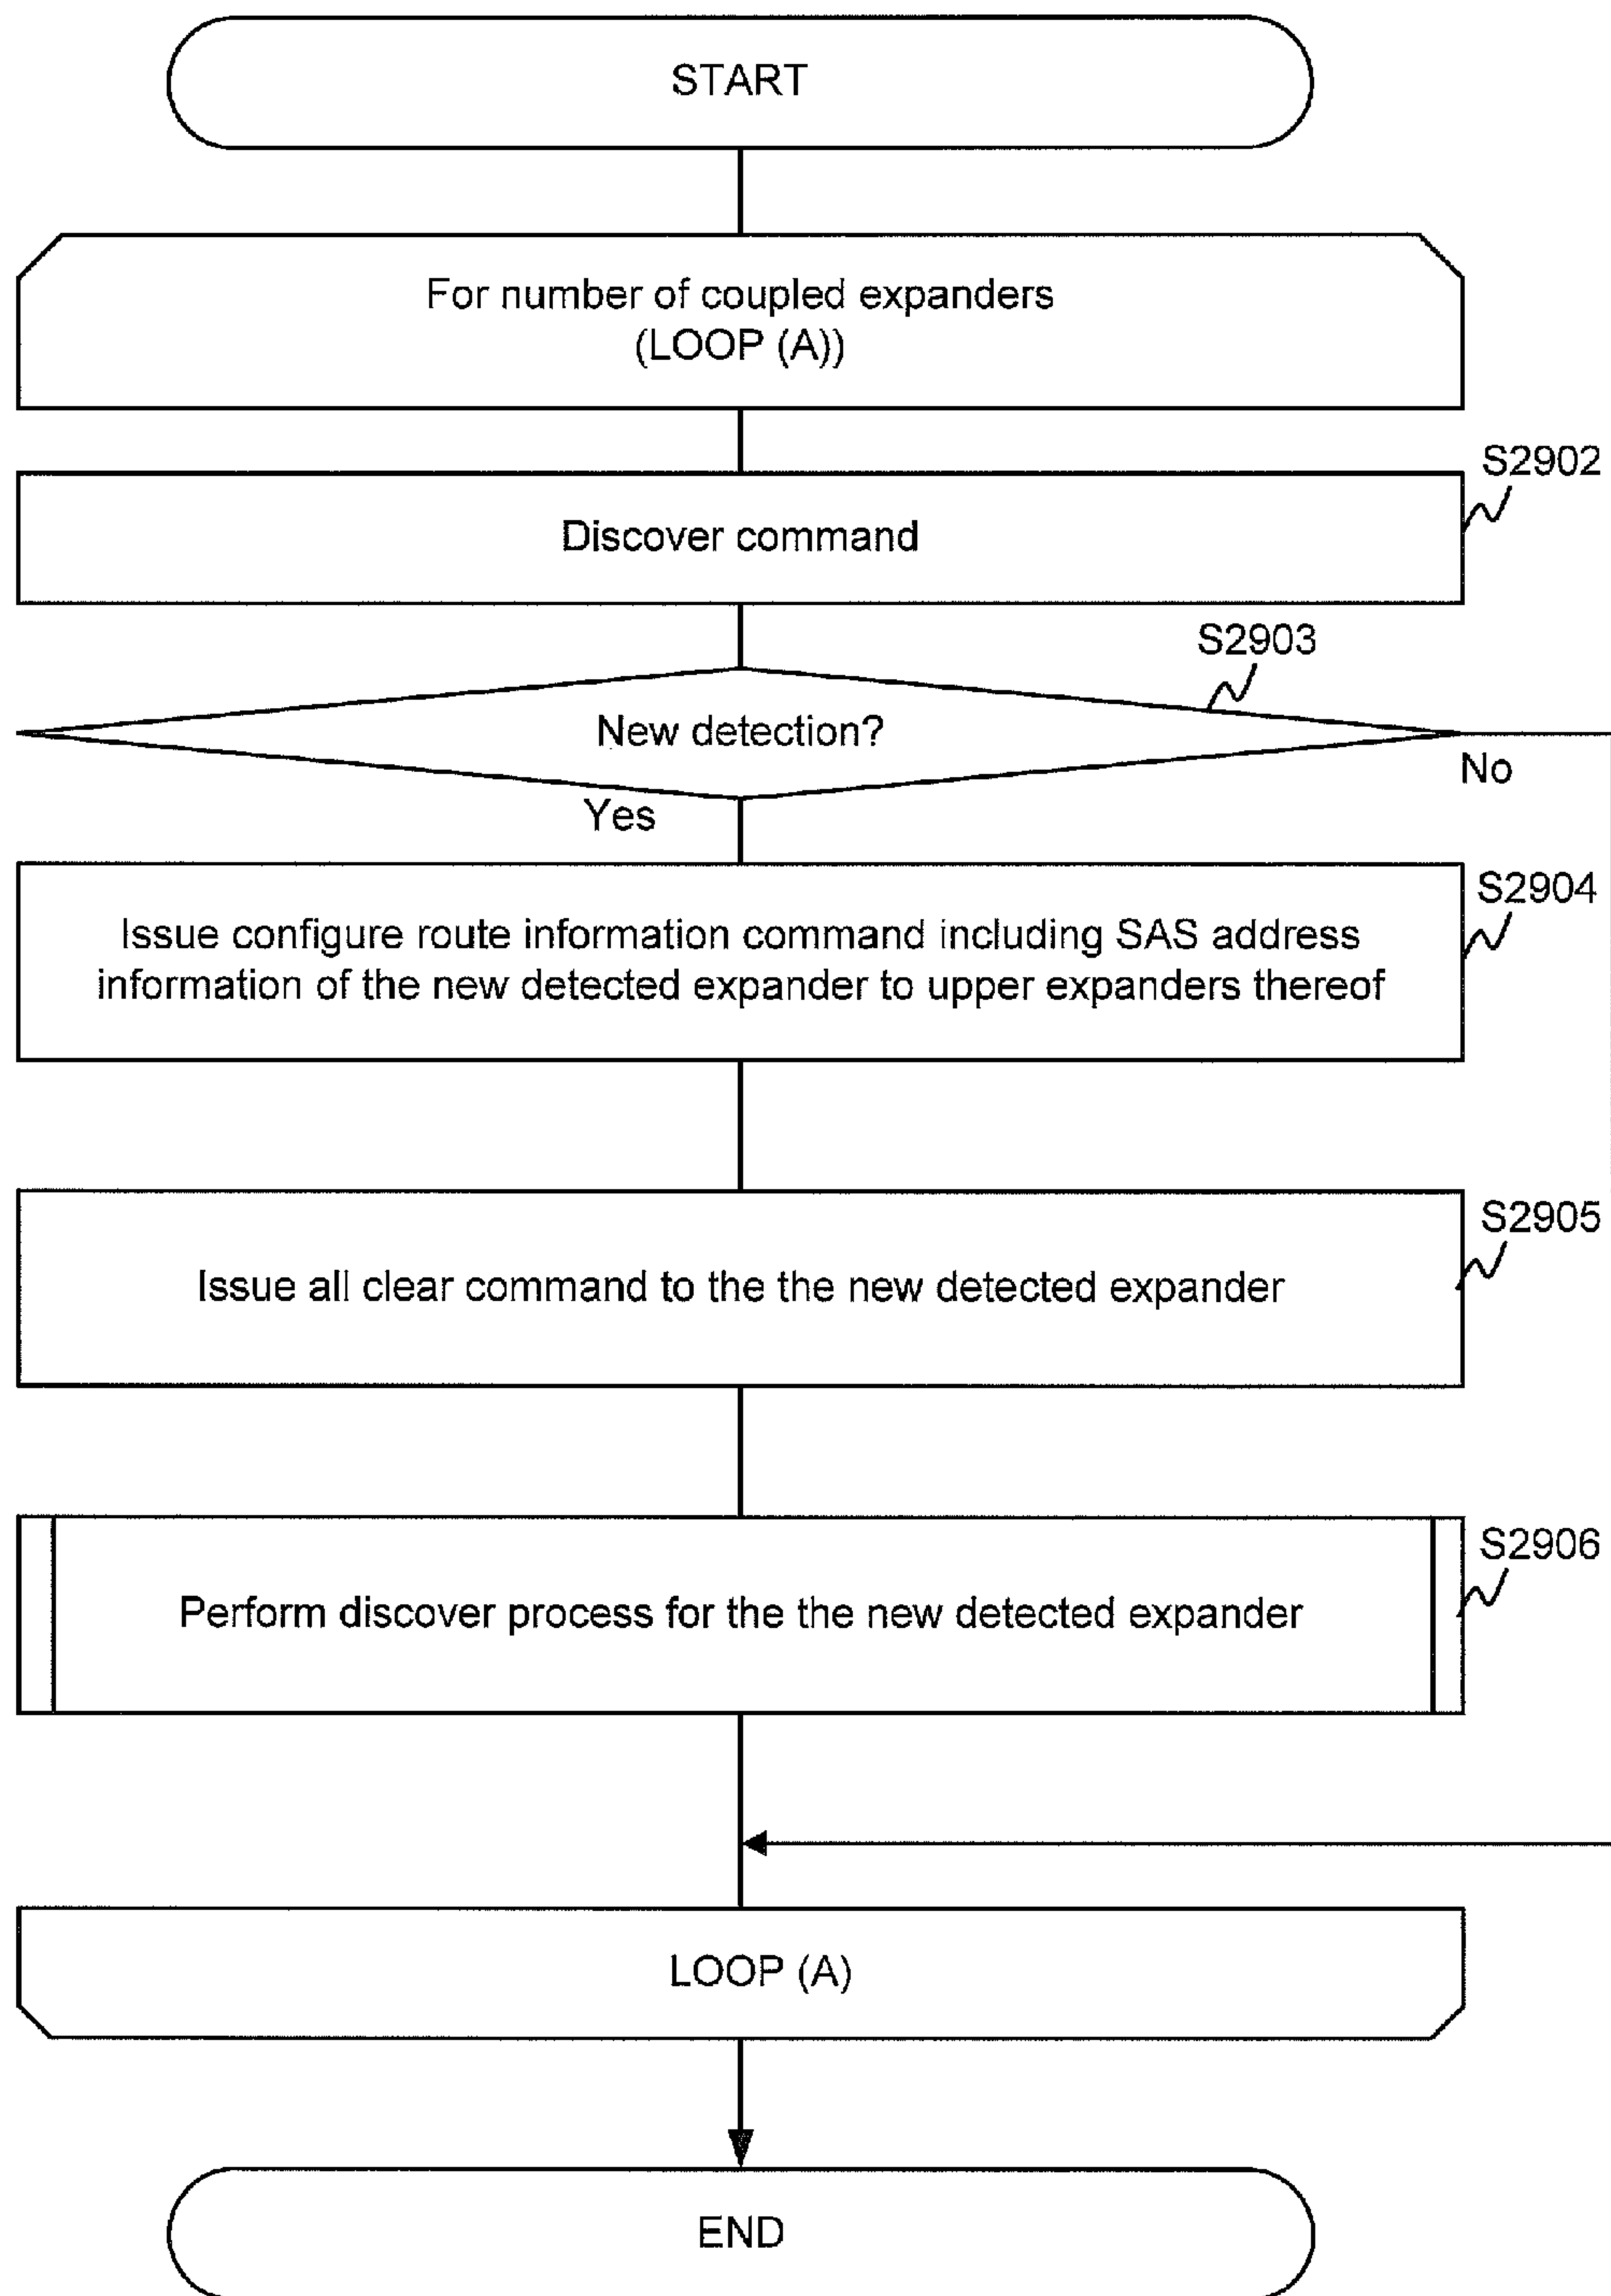 START
For number of coupled expanders
(LOOP (A))
S2902
Discover command
S2903
New detection?
No
Yes
S2904
Issue configure route information command including SAS address
information of the new detected expander to upper expanders thereof
S2905
Issue all clear command to the the new detected expander
S2906
Perform discover process for the the new detected expander
LOOP (A)
END